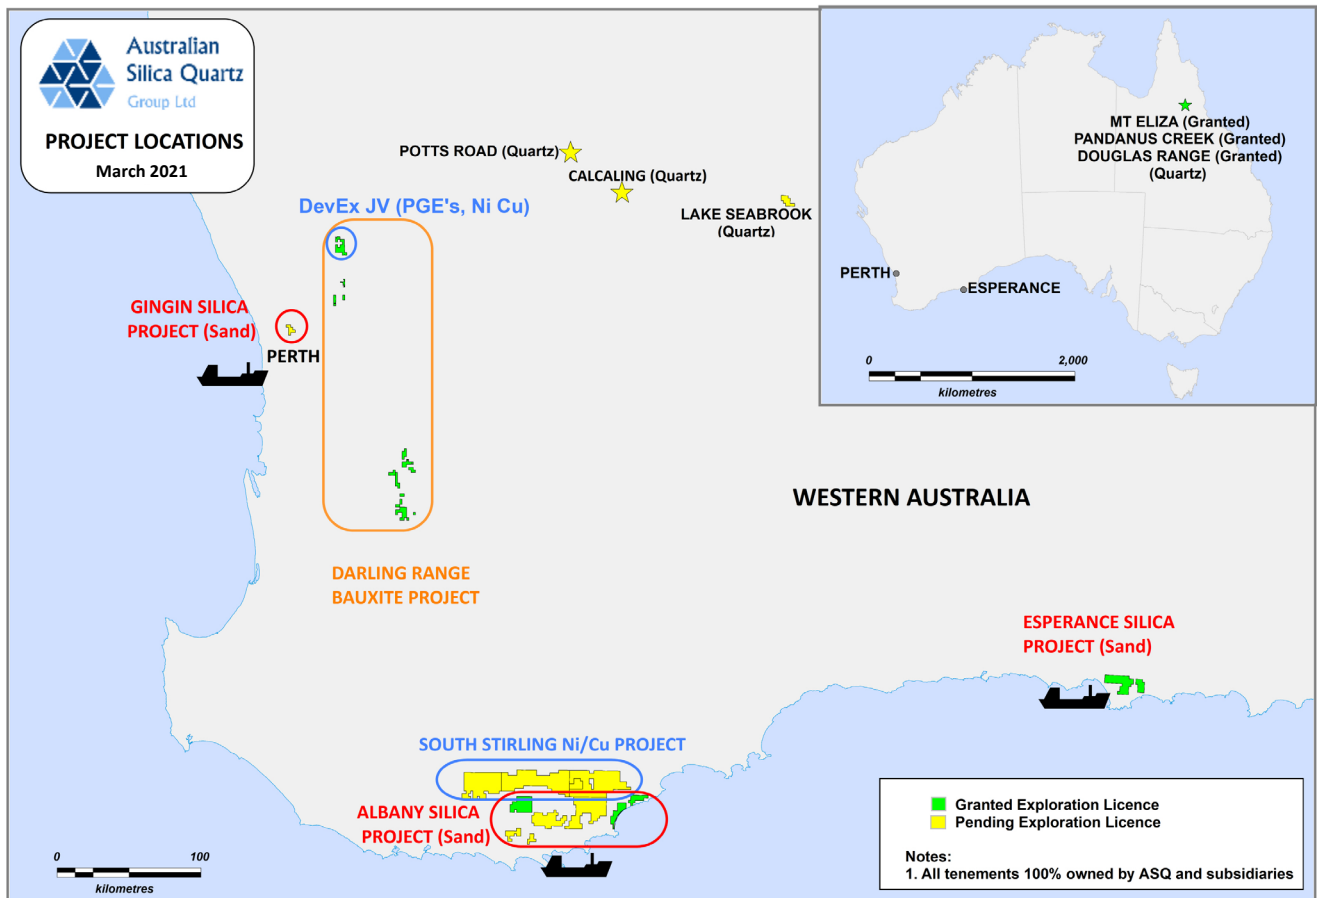 Australian
Silica Quartz
Group Ltd
PROJECT LOCATIONS
March 2021
POTTS ROAD (Quartz)
CALCALING (Quartz)
LAKE SEABROOK
(Quartz)
DevEx JV (PGE's, Ni Cu)
GINGIN SILICA
PROJECT (Sand)
PERTH
MT ELIZA (Granted)
PANDANUS CREEK (Granted)
DOUGLAS RANGE (Granted)
(Quartz)
PERTH
ESPERANCE
0 2,000
kilometres
WESTERN AUSTRALIA
DARLING RANGE
BAUXITE PROJECT
ESPERANCE SILICA
PROJECT (Sand)
SOUTH STIRLING Ni/Cu PROJECT
ALBANY SILICA
PROJECT (Sand)
0 100
kilometres
Granted Exploration Licence
Pending Exploration Licence
Notes:
1. All tenements 100% owned by ASQ and subsidiaries